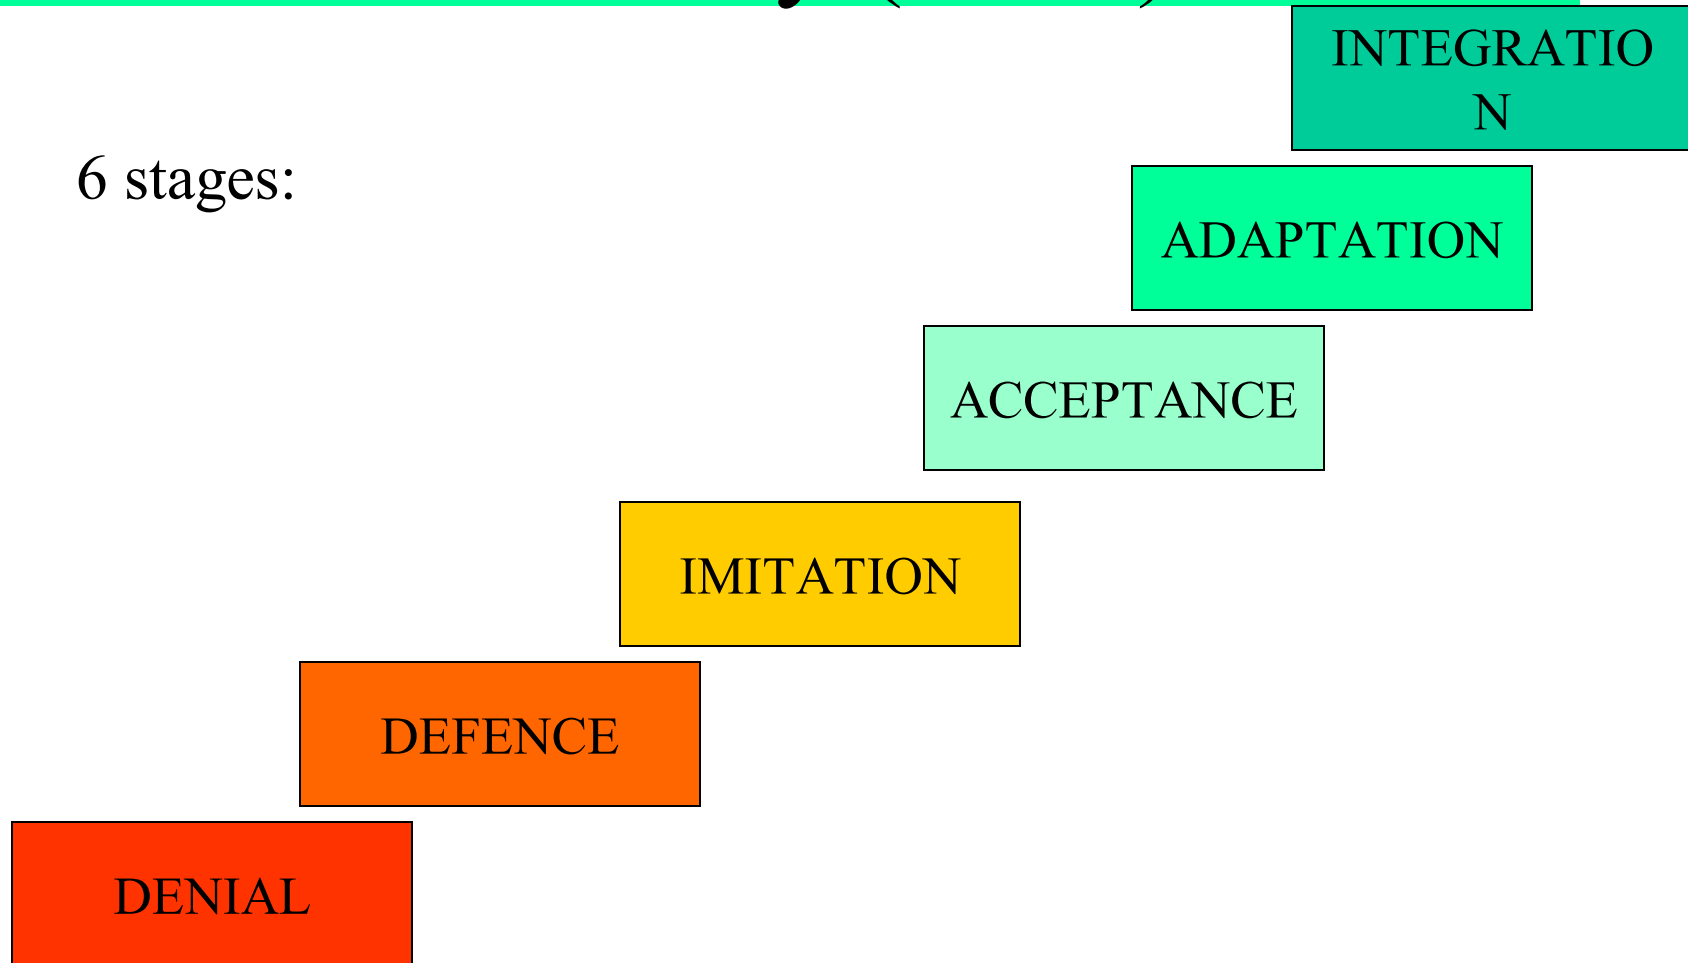 INTEGRATIO
N
6 stages:
ADAPTATION
ACCEPTANCE
IMITATION
DEFENCE
DENIAL